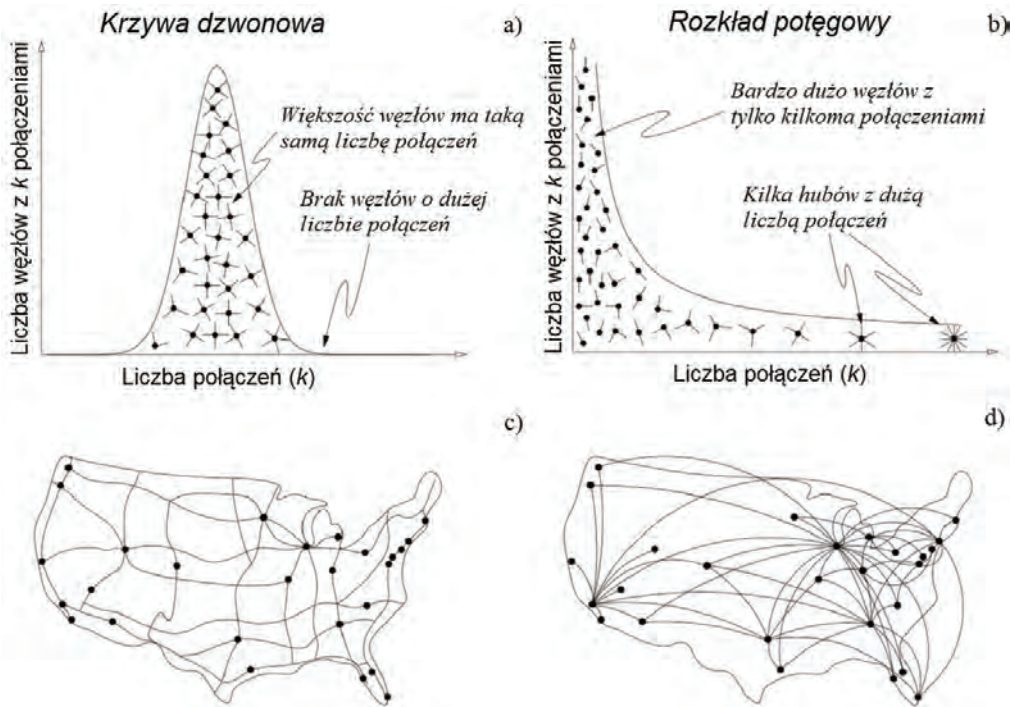 Krzywa dzwonowa
a)
Liczba węzłów z k połączeniami
Większość węzłów ma taką
samą liczbę połączeń
Brak węzłów o dużej
liczbie połączeń
Liczba połączeń (k)
Rozkład potęgowy
b)
Liczba węzłów z k połączeniami
Bardzo dużo węzłów z
tylko kilkoma połączeniami
Kilka hubów z dużą
liczbą połączeń
Liczba połączeń (k)
c)
d)